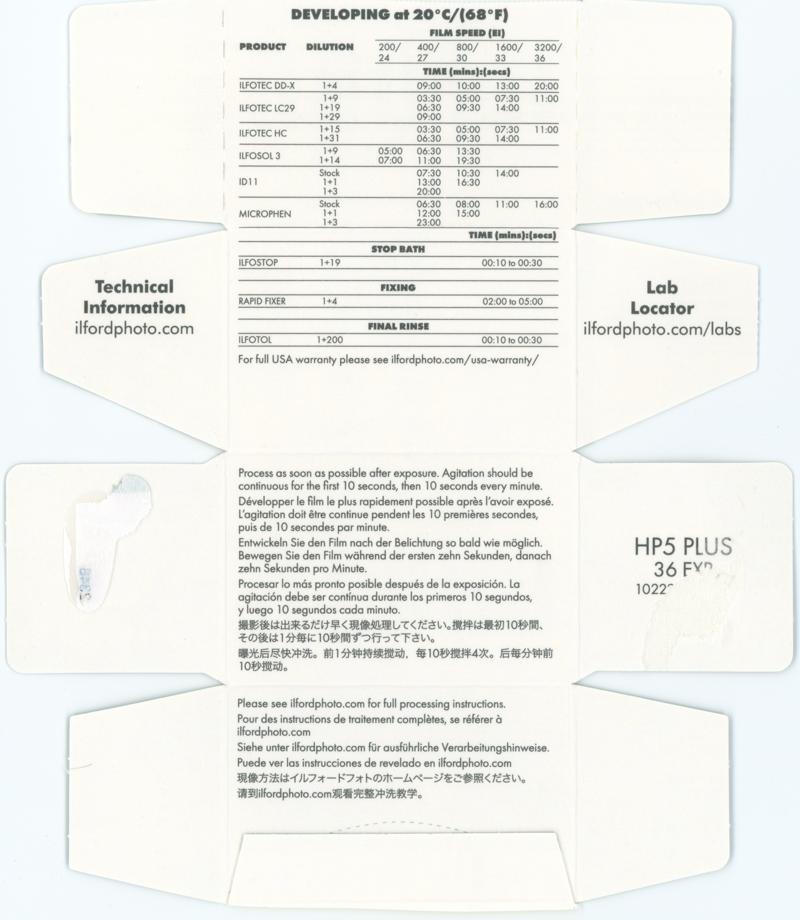 DEVELOPING at 20°C/(68°F)
FILM SPEED (EI)
PRODUCT DILUTION 200/ 400/ 800/ 1600/ 3200/
24 27 30 33 36
TIME (mins):(secs)
ILFOTEC DD-X 1+4 09:00 10:00 13:00 20:00
1+9 03:30 05:00 07:30 11:00
ILFOTEC LC29 1+19 06:30 09:30 14:00
1+29 09:00
ILFOTEC HC 1+15 03:30 05:00 07:30 11:00
1+31 06:30 09:30 14:00
ILFOSOL 3 1+9 05:00 06:30 13:30
1+14 07:00 11:00 19:30
Stock 07:30 10:30 14:00
ID11 1+1 13:00 16:30
1+3 20:00
Stock 06:30 08:00 11:00 16:00
MICROPHEN 1+1 12:00 15:00
1+3 23:00
TIME (mins):(secs)
STOP BATH
ILFOSTOP 1+19 00:10 to 00:30
FIXING
RAPID FIXER 1+4 02:00 to 05:00
FINAL RINSE
ILFOTOL 1+200 00:10 to 00:30
For full USA warranty please see ilfordphoto.com/usa-warranty/
Technical
Information
ilfordphoto.com
Lab
Locator
ilfordphoto.com/labs
Process as soon as possible after exposure. Agitation should be
continuous for the first 10 seconds, then 10 seconds every minute.
Développer le film le plus rapidement possible après l'avoir exposé.
L'agitation doit être continue pendent les 10 premières secondes,
puis de 10 secondes par minute.
Entwickeln Sie den Film nach der Belichtung so bald wie möglich.
Bewegen Sie den Film während der ersten zehn Sekunden, danach
zehn Sekunden pro Minute.
Procesar lo más pronto posible después de la exposición. La
agitación debe ser contínua durante los primeros 10 segundos,
y luego 10 segundos cada minuto.
撮影後は出来るだけ早く現像処理してください。撹拌は最初10秒間、
その後は1分毎に10秒間ずつ行って下さい。
曝光后尽快冲洗。前1分钟持续搅动，每10秒搅拌4次。后每分钟前
10秒搅动。
HP5 PLUS
36 EXP
Please see ilfordphoto.com for full processing instructions.
Pour des instructions de traitement complètes, se référer à
ilfordphoto.com
Siehe unter ilfordphoto.com für ausführliche Verarbeitungshinweise.
Puede ver las instrucciones de revelado en ilfordphoto.com
現像方法はイルフォードフォトのホームページをご参照ください。
请到ilfordphoto.com观看完整冲洗教学。